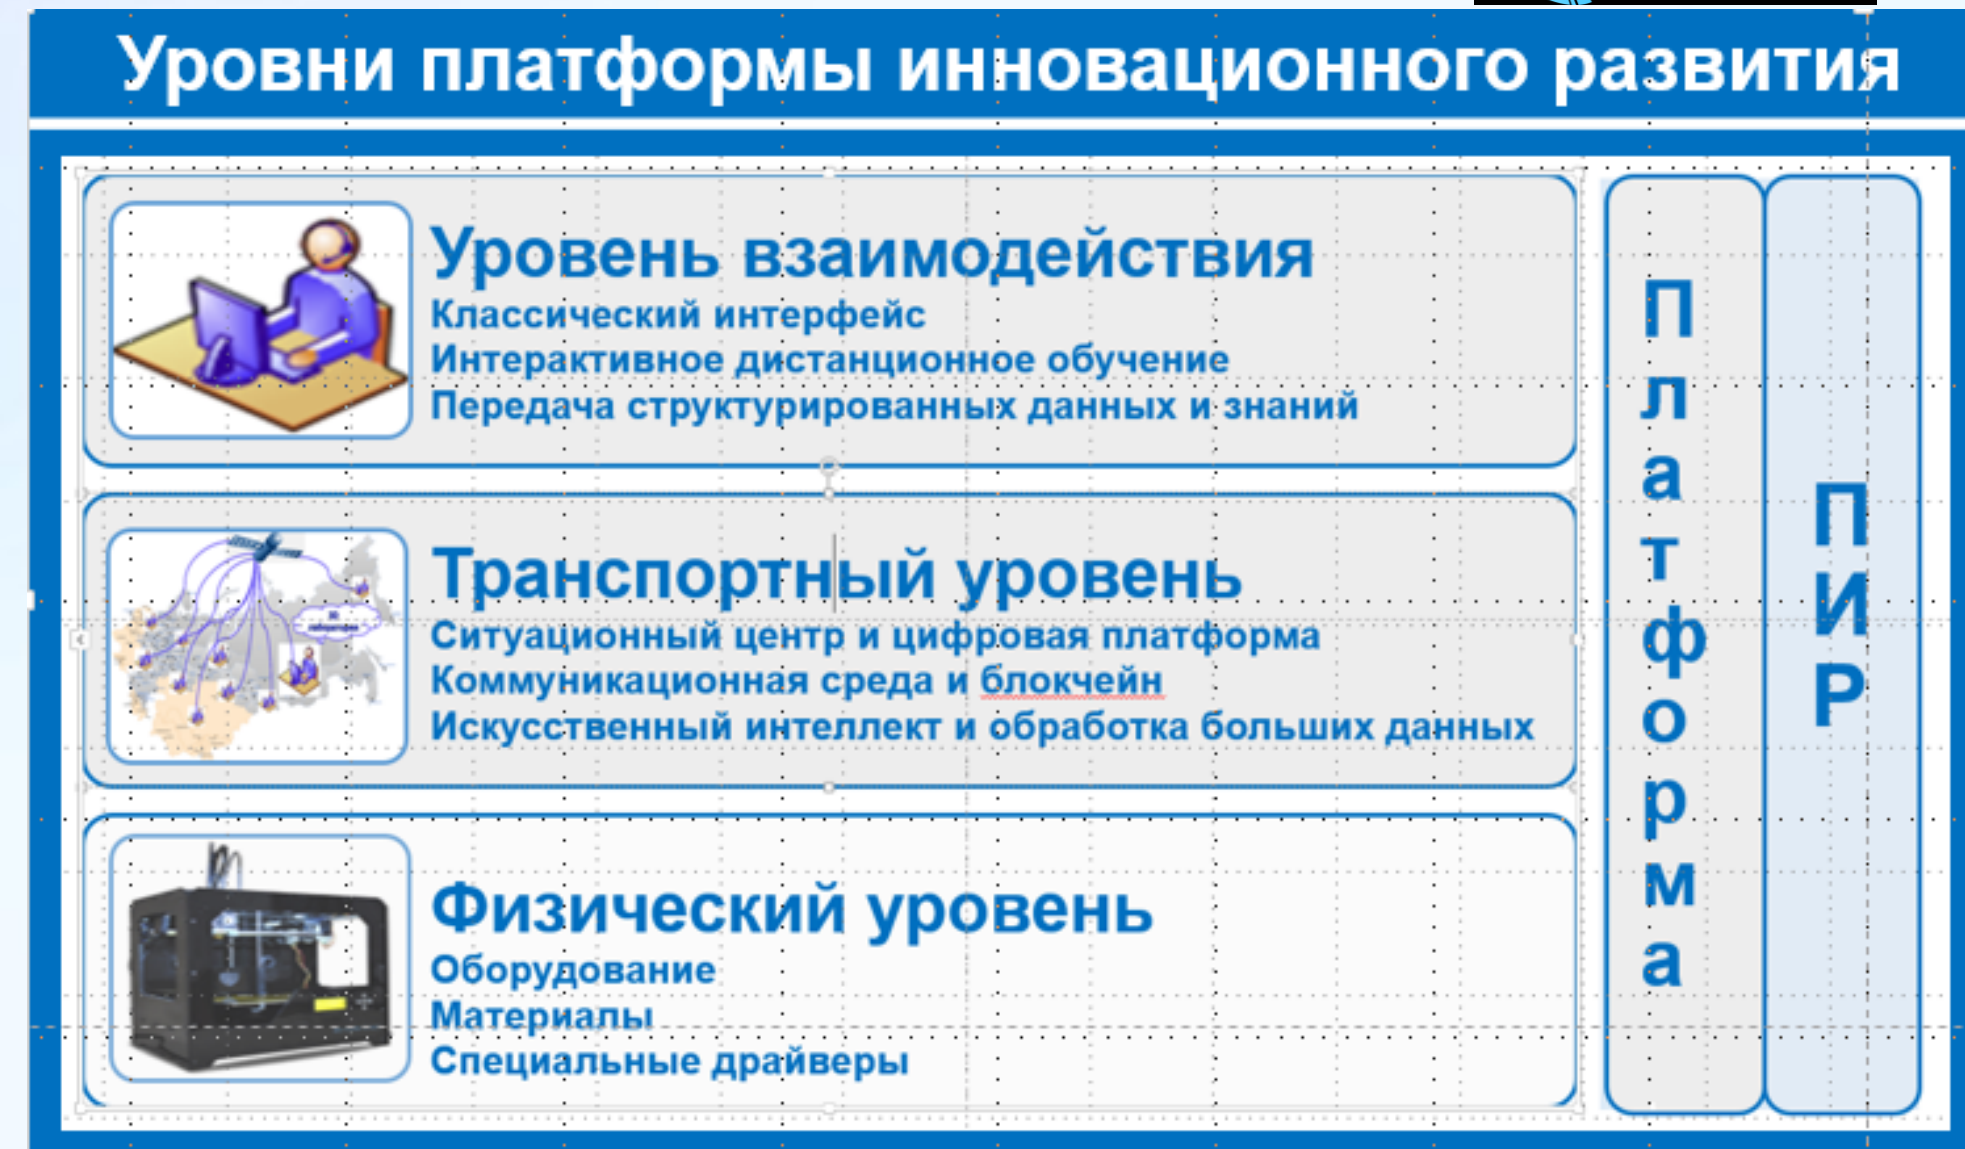 Уровни платформы инновационного развития
Уровень взаимодействия
Классический интерфейс
Интерактивное дистанционное обучение
Передача структурированных данных и знаний
Транспортный уровень
Ситуационный центр и цифровая платформа
Коммуникационная среда и блокчейн
Искусственный интеллект и обработка больших данных
Физический уровень
Оборудование
Материалы
Специальные драйверы
Платформа
ПИР